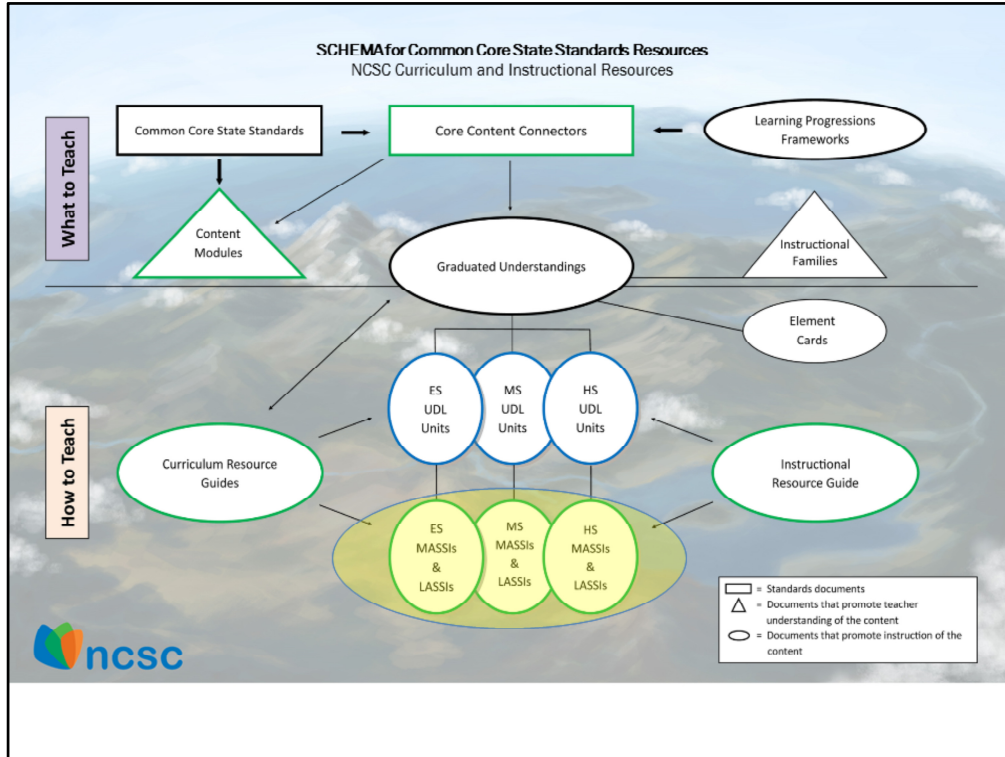 SCHEMA for Common Core State Standards Resources
NCSC Curriculum and Instructional Resources
What to Teach
Common Core State Standards
Core Content Connectors
Learning Progressions
Frameworks
Content
Modules
Graduated Understandings
Instructional
Families
Element
Cards
How to Teach
ES
UDL
Units
MS
UDL
Units
HS
UDL
Units
Curriculum Resource
Guides
Instructional
Resource Guide
ES
MASSIs
&
LASSIs
MS
MASSIs
&
LASSIs
HS
MASSIs
&
LASSIs
= Standards documents
= Documents that promote teacher
understanding of the content
= Documents that promote instruction of the
content
ncsc